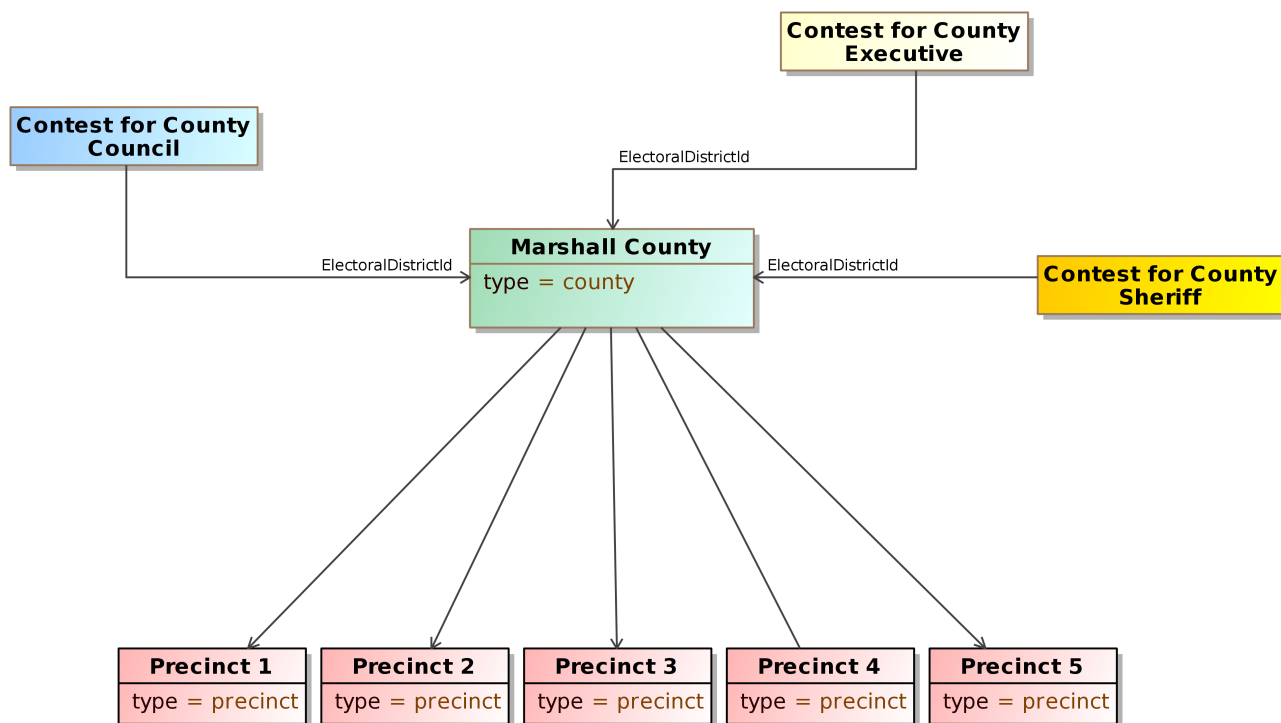 Contest for County
Executive
Contest for County
Council
ElectoralDistrictId
Marshall County
type = county
ElectoralDistrictId
ElectoralDistrictId
Contest for County
Sheriff
Precinct 1
type = precinct
Precinct 2
type = precinct
Precinct 3
type = precinct
Precinct 4
type = precinct
Precinct 5
type = precinct